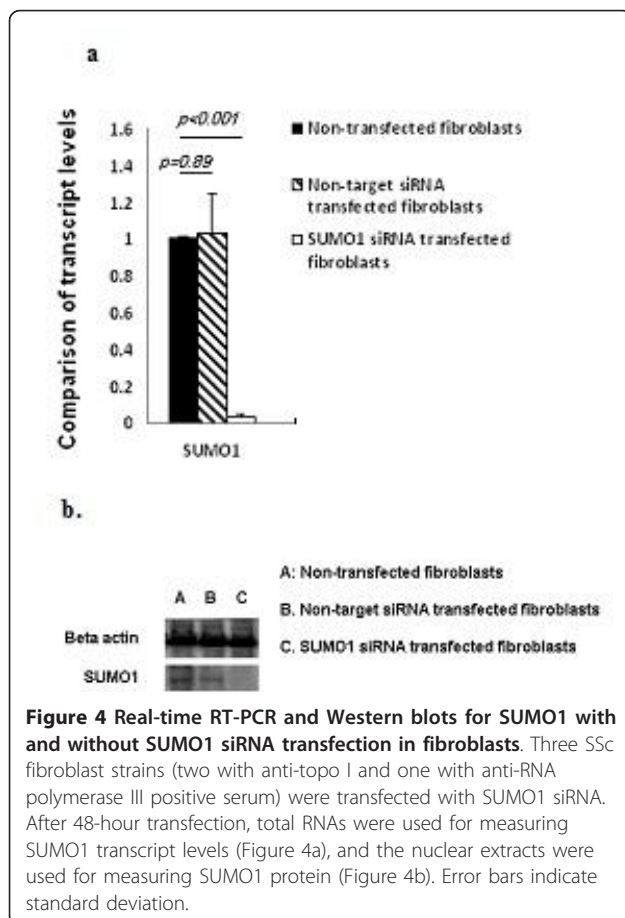 a
p<0.001
p=0.89
1.6
1.4
1.2
1
0.8
0.6
0.4
0.2
0
Comparison of transcript levels
SUMO1
Non-transfected fibroblasts
Non-target siRNA
transfected fibroblasts
SUMO1 siRNA transfected
fibroblasts
b.
A B C
Beta actin
SUMO1
A: Non-transfected fibroblasts
B. Non-target siRNA transfected fibroblasts
C. SUMO1 siRNA transfected fibroblasts
Figure 4 Real-time RT-PCR and Western blots for SUMO1 with
and without SUMO1 siRNA transfection in fibroblasts. Three SSc
fibroblast strains (two with anti-topo I and one with anti-RNA
polymerase III positive serum) were transfected with SUMO1 siRNA.
After 48-hour transfection, total RNAs were used for measuring
SUMO1 transcript levels (Figure 4a), and the nuclear extracts were
used for measuring SUMO1 protein (Figure 4b). Error bars indicate
standard deviation.